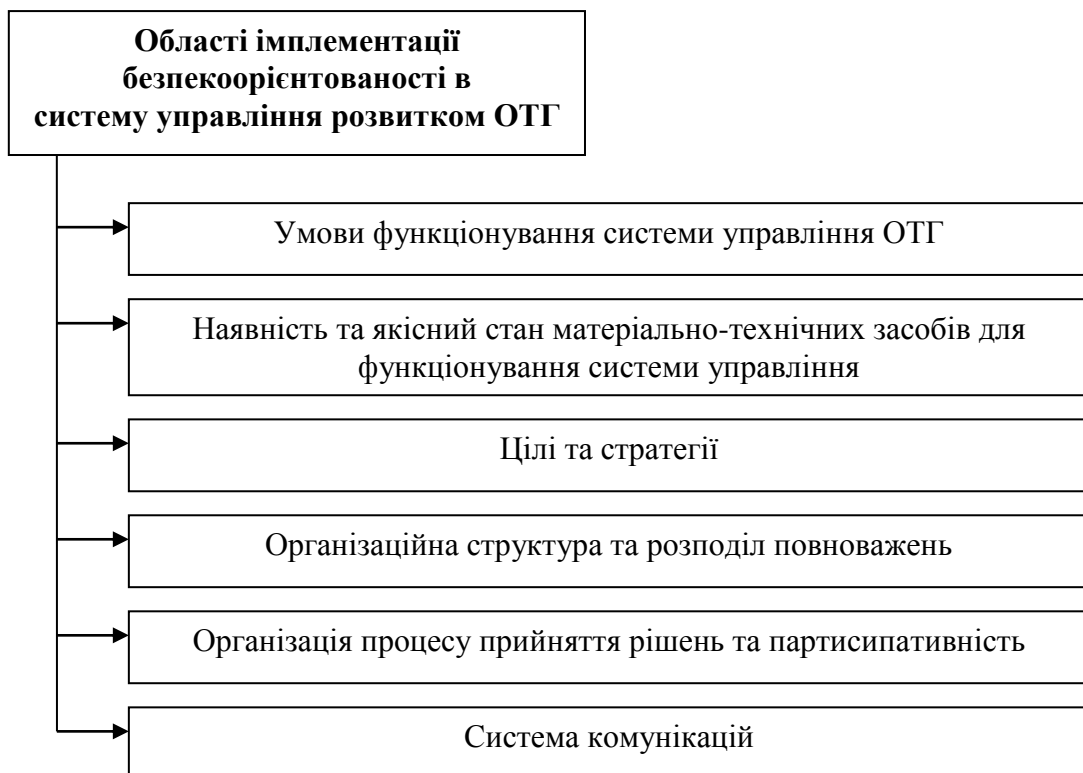 Області імплементації
безпекоорієнтованості в
систему управління розвитком ОТГ
Умови функціонування системи управління ОТГ
Наявність та якісний стан матеріально-технічних засобів для
функціонування системи управління
Цілі та стратегії
Організаційна структура та розподіл повноважень
Організація процесу прийняття рішень та партисипативність
Система комунікацій